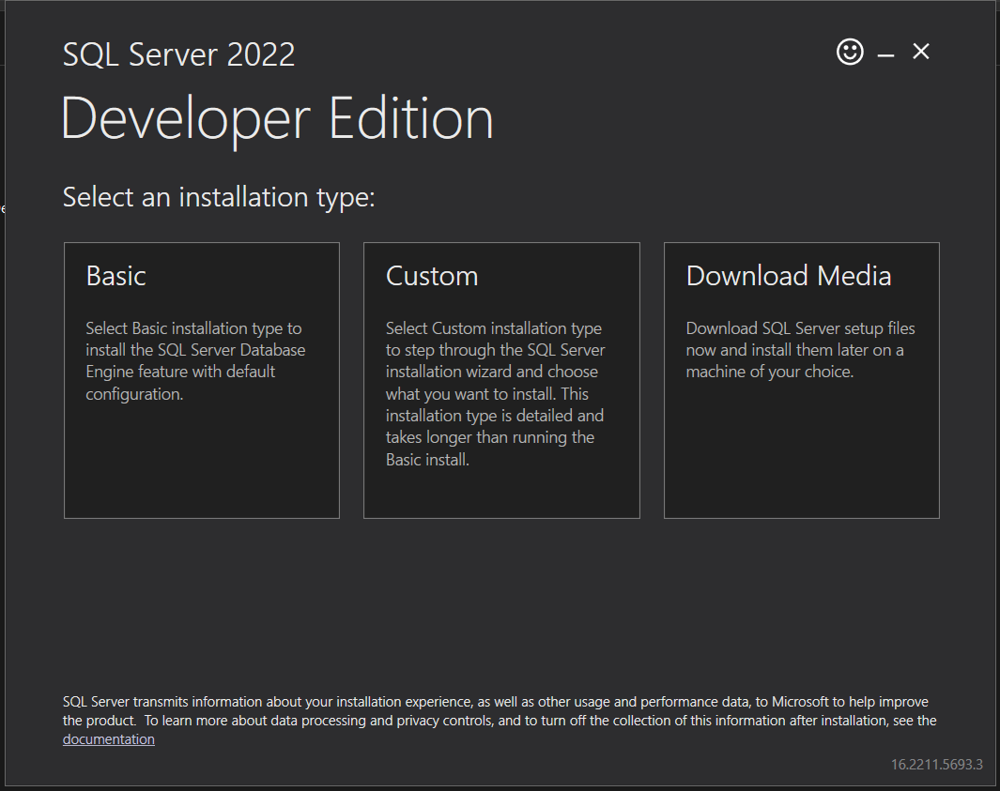 SQL Server 2022
Developer Edition
Select an installation type:
Basic
Select Basic installation type to
install the SQL Server Database
Engine feature with default
configuration.
Custom
Select Custom installation type
to step through the SQL Server
installation wizard and choose
what you want to install. This
installation type is detailed and
takes longer than running the
Basic install.
Download Media
Download SQL Server setup files
now and install them later on a
machine of your choice.
SQL Server transmits information about your installation experience, as well as other usage and performance data, to Microsoft to help improve
the product.  To learn more about data processing and privacy controls, and to turn off the collection of this information after installation, see the
documentation
16.2211.5693.3